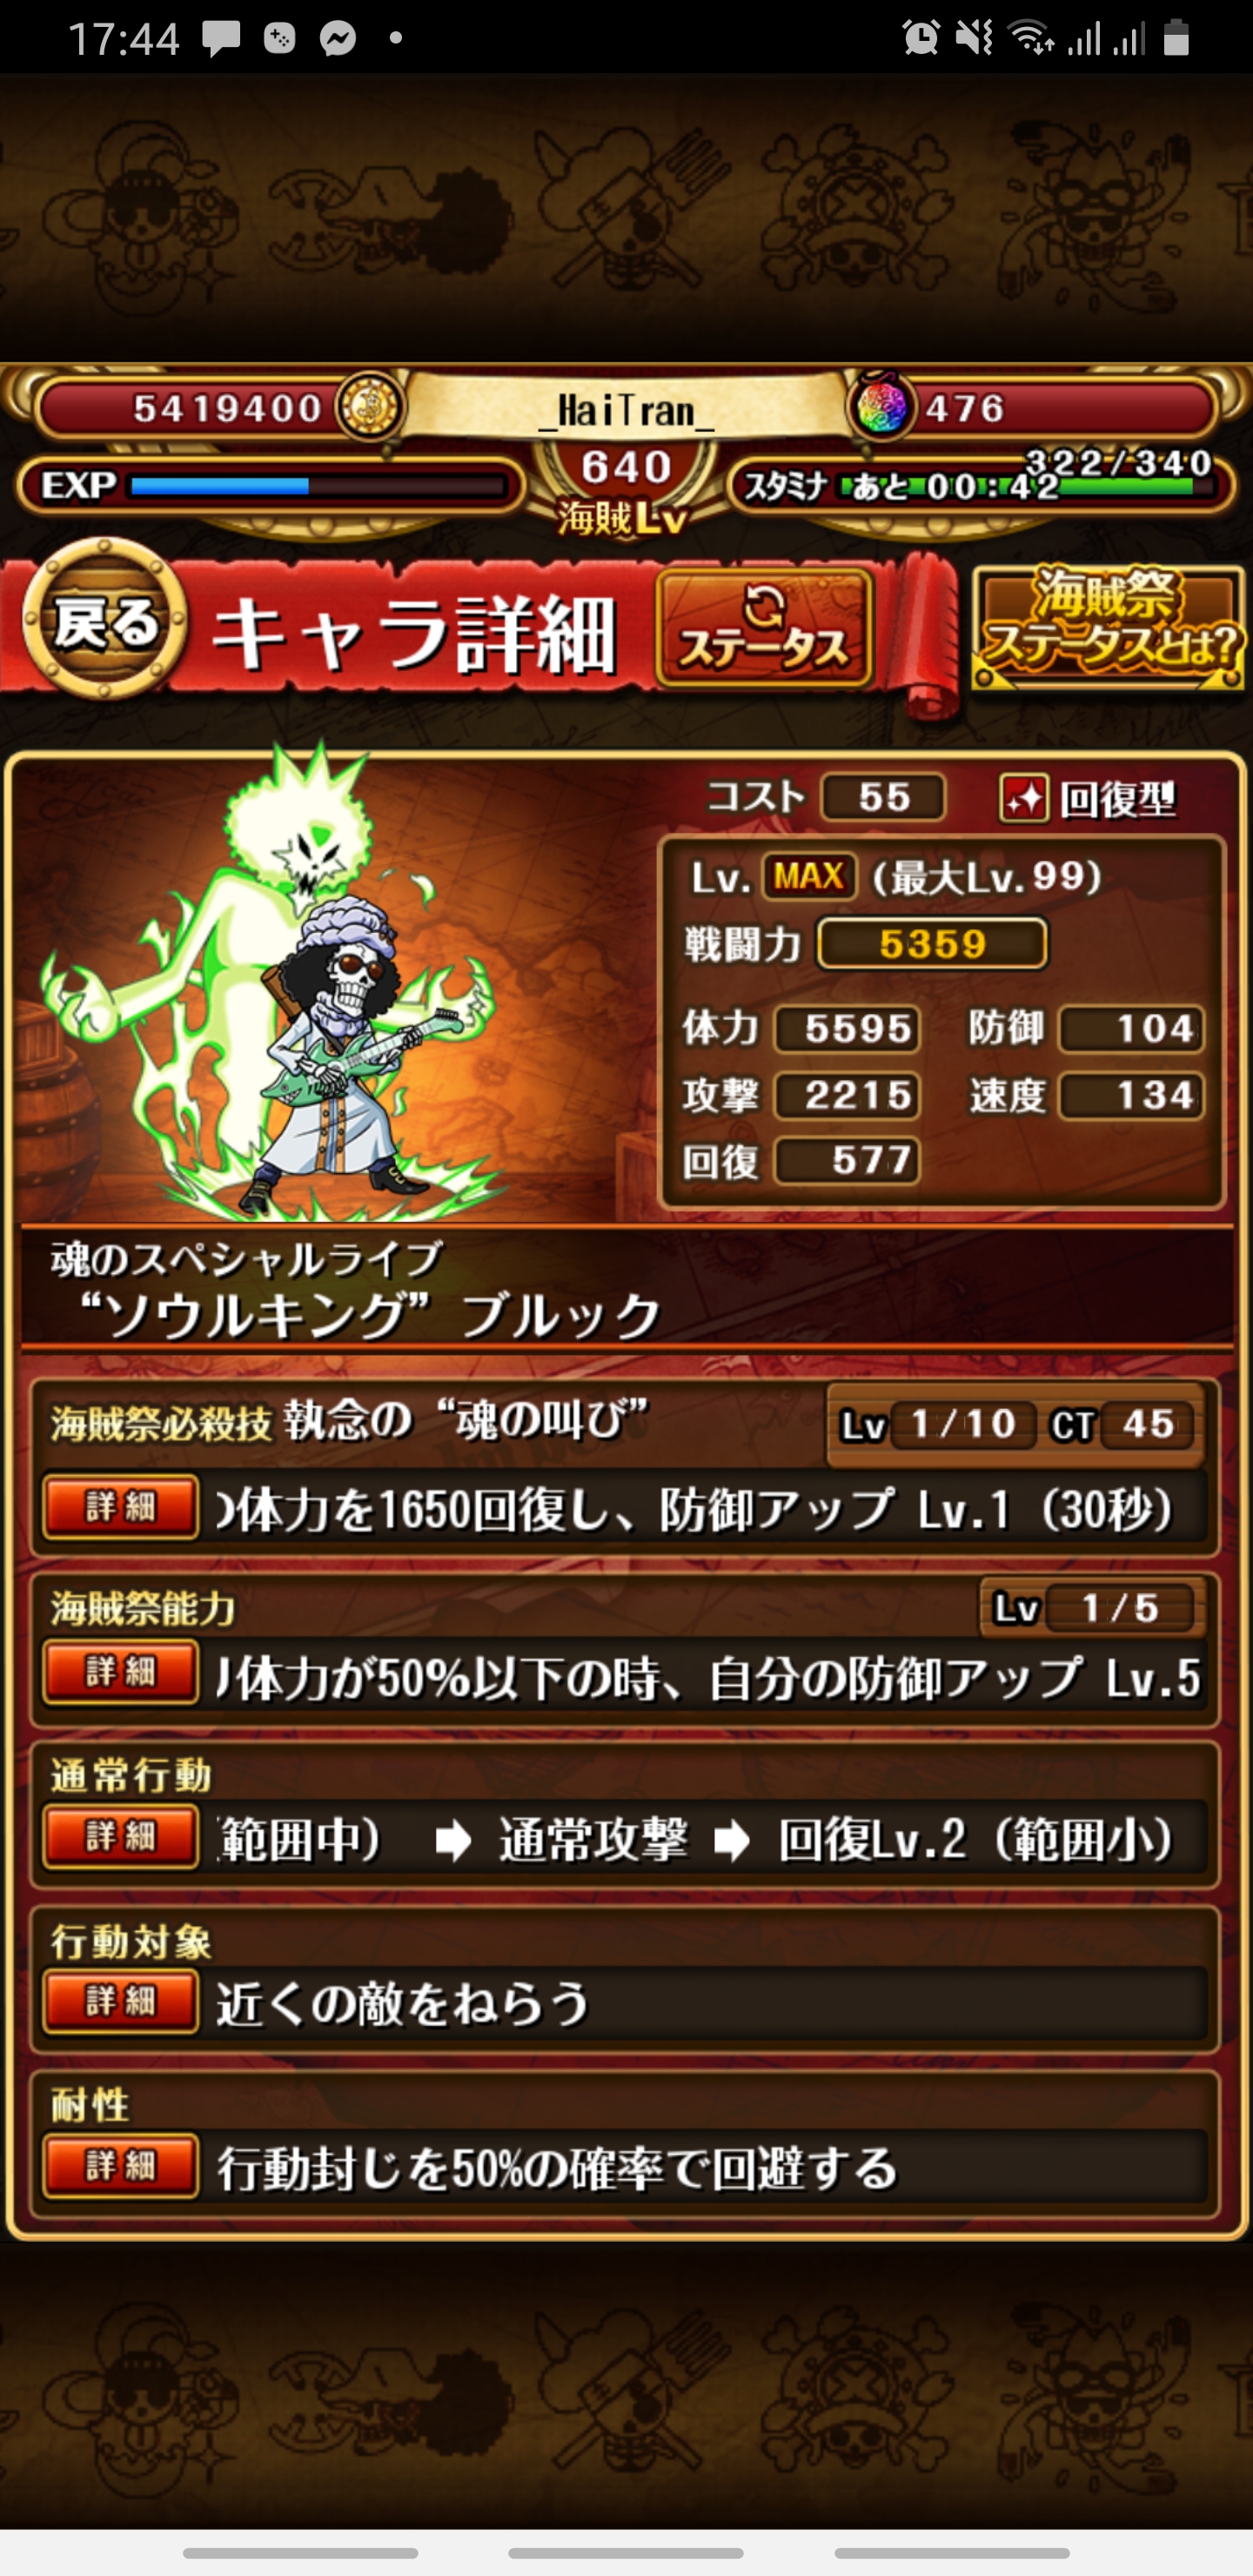 17:44
5419400
_HaiTran_
476
EXP
640
海賊Lv
スタミナ あと 00:42
322/340
戻る
キャラ詳細
ステータス
海賊祭
ステータスとは?
コスト 55 回復型
Lv. MAX (最大Lv. 99)
戦闘力 5359
体力 5595 防御 104
攻撃 2215 速度 134
回復 577
魂のスペシャルライブ
“ソウルキング” ブルック
海賊祭必殺技 執念の “魂の叫び” Lv 1/10 CT 45
詳細 体力を1650回復し、防御アップ Lv.1 (30秒)
海賊祭能力 Lv 1/5
詳細 体力が50%以下の時、自分の防御アップ Lv.5
通常行動
詳細 範囲中) ➡ 通常攻撃 ➡ 回復Lv.2 (範囲小)
行動対象
詳細 近くの敵をねらう
耐性
詳細 行動封じを50%の確率で回避する